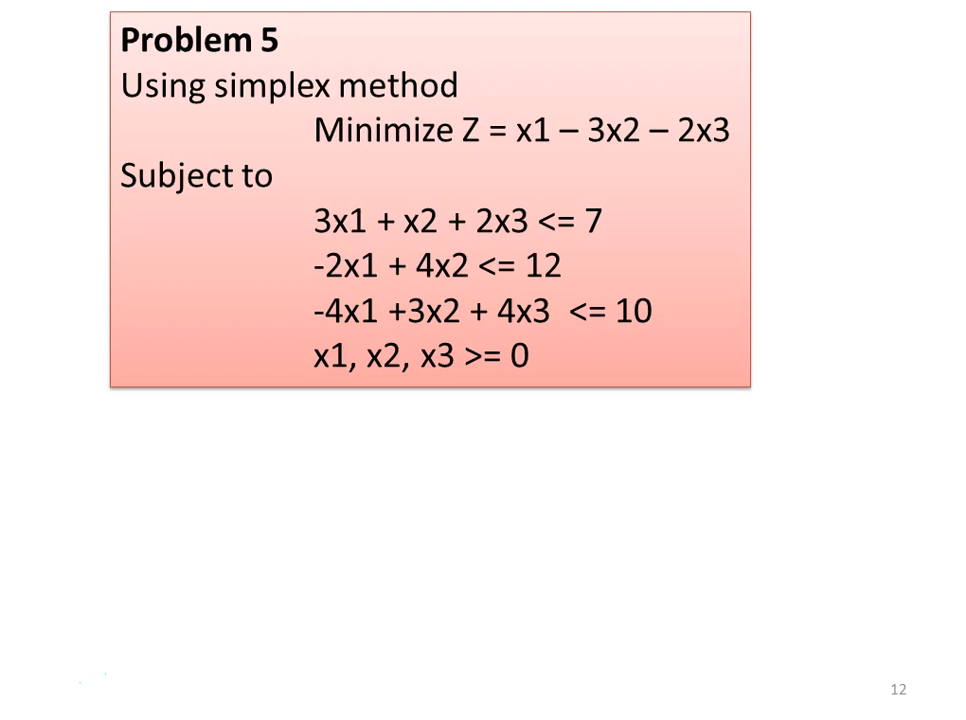 Problem 5
Using simplex method
Minimize Z = x1 – 3x2 – 2x3
Subject to
3x1 + x2 + 2x3 <= 7
-2x1 + 4x2 <= 12
-4x1 +3x2 + 4x3 <= 10
x1, x2, x3 >= 0
12